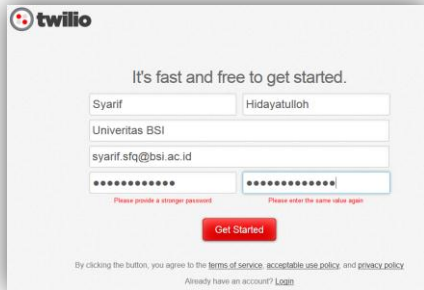 twilio
It's fast and free to get started.
Syarif Hidayatulloh
Univeritas BSI
syarif.sfq@bsi.ac.id
Please provide a stronger password Please enter the same value again
Get Started
By clicking the button, you agree to the terms of service, acceptable use policy, and privacy policy
Already have an account? Login